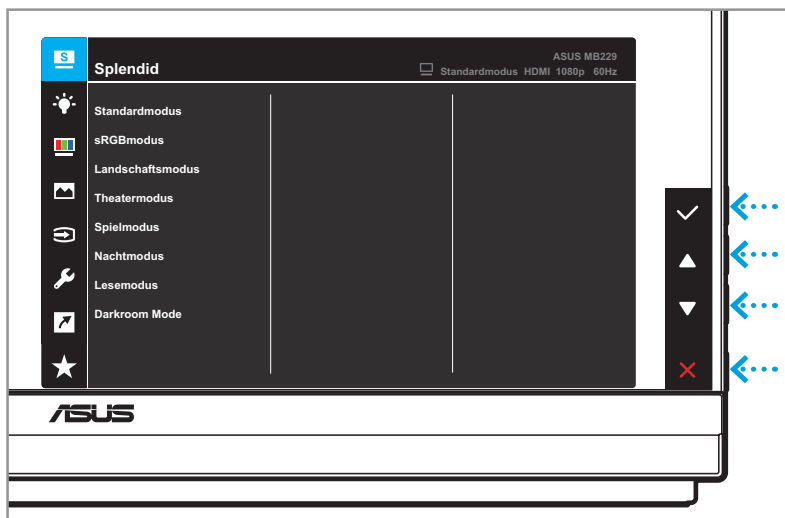 S
Splendid
ASUS MB229
Standardmodus HDMI 1080p 60Hz
Standardmodus
sRGBmodus
Landschaftsmodus
Theatermodus
Spielmodus
Nachtmodus
Lesemodus
Darkroom Mode
ASUS